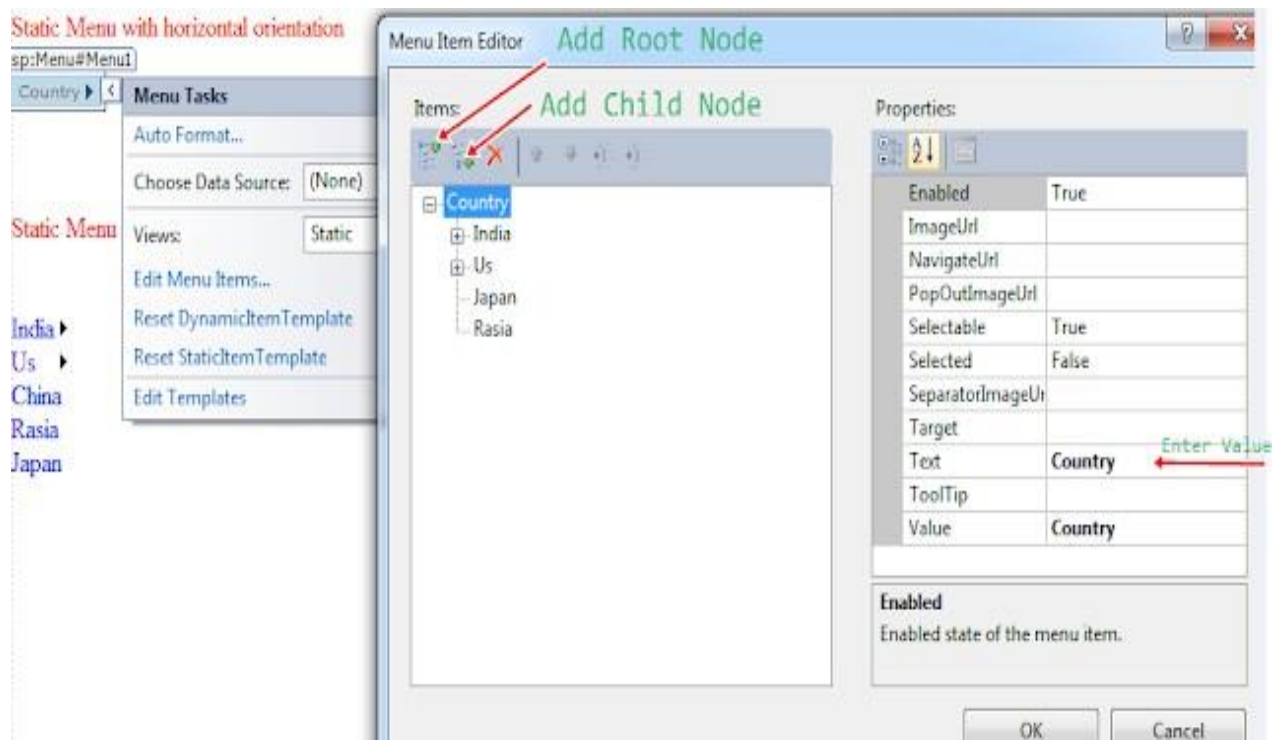 Static Menu with horizontal orientation
sp:Menu#Menu1
Country
Menu Tasks
Auto Format...
Choose Data Source: (None)
Static Menu
Views: Static
Edit Menu Items...
Reset DynamicItemTemplate
Reset StaticItemTemplate
Edit Templates
India
Us
China
Rasia
Japan
Menu Item Editor
Add Root Node
?
X
Items:
Add Child Node
Country
India
Us
Japan
Rasia
Properties:
Enabled True
ImageUrl
NavigateUrl
PopOutImageUrl
Selectable True
Selected False
SeparatorImageUr
Target
Text Country
Enter Value
ToolTip
Value Country
Enabled
Enabled state of the menu item.
OK Cancel